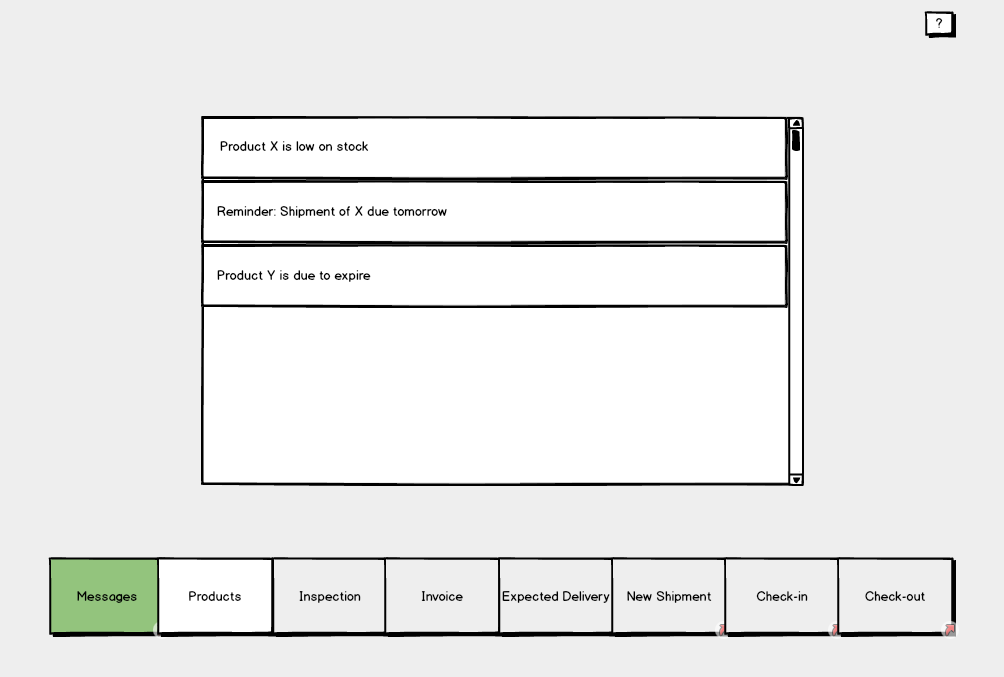 ?
Product X is low on stock
Reminder: Shipment of X due tomorrow
Product Y is due to expire
Messages
Products
Inspection
Invoice
Expected Delivery
New Shipment
Check-in
Check-out